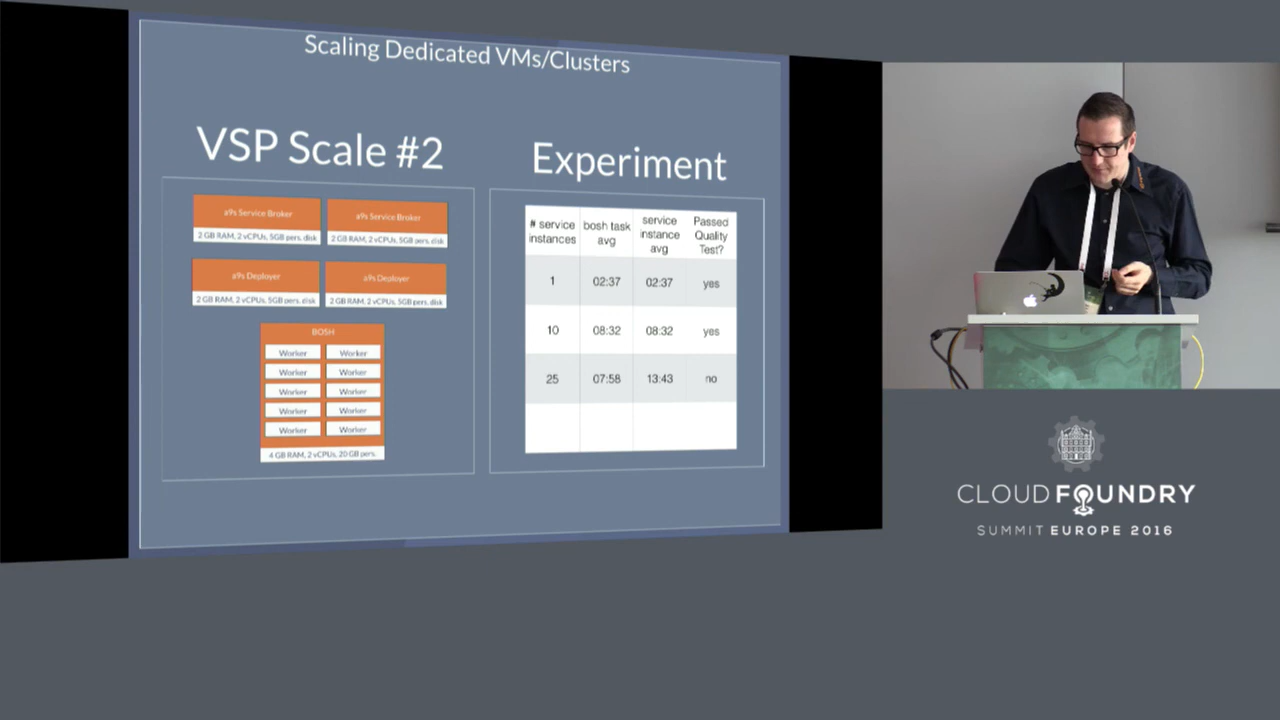 Scaling Dedicated VMs/Clusters
VSP Scale #2
a9s Service Broker
2 GB RAM, 2 vCPUs, 5GB pers. disk
a9s Service Broker
2 GB RAM, 2 vCPUs, 5GB pers. disk
a9s Deployer
2 GB RAM, 2 vCPUs, 5GB pers. disk
a9s Deployer
2 GB RAM, 2 vCPUs, 5GB pers. disk
BOSH
Worker Worker
Worker Worker
Worker Worker
Worker Worker
Worker Worker
4 GB RAM, 2 vCPUs, 20 GB pers.
Experiment
# service instances bosh task avg service instance avg Passed Quality Test?
1 02:37 02:37 yes
10 08:32 08:32 yes
25 07:58 13:43 no
CLOUD FOUNDRY
SUMMIT EUROPE 2016